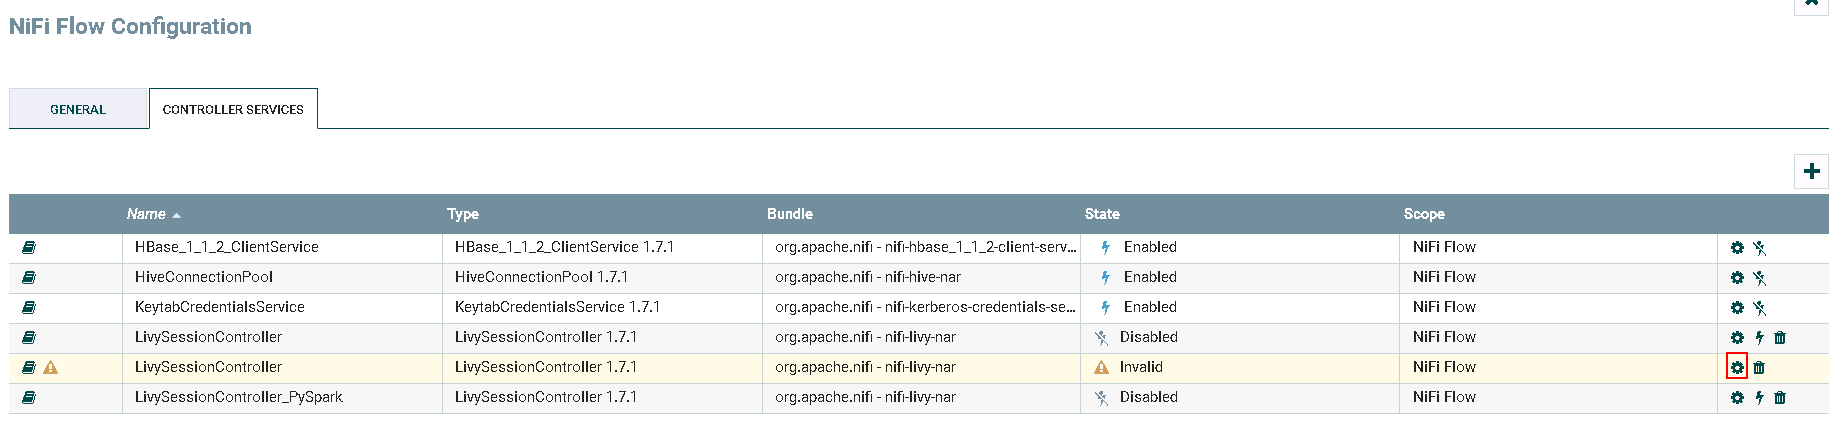 NiFi Flow Configuration
GENERAL CONTROLLER SERVICES
Name Type Bundle State Scope
HBase_1_1_2_ClientService HBase_1_1_2_ClientService 1.7.1 org.apache.nifi - nifi-hbase_1_1_2-client-serv... Enabled NiFi Flow
HiveConnectionPool HiveConnectionPool 1.7.1 org.apache.nifi - nifi-hive-nar Enabled NiFi Flow
KeytabCredentialsService KeytabCredentialsService 1.7.1 org.apache.nifi - nifi-kerberos-credentials-se... Enabled NiFi Flow
LivySessionController LivySessionController 1.7.1 org.apache.nifi - nifi-livy-nar Disabled NiFi Flow
LivySessionController LivySessionController 1.7.1 org.apache.nifi - nifi-livy-nar Invalid NiFi Flow
LivySessionController_PySpark LivySessionController 1.7.1 org.apache.nifi - nifi-livy-nar Disabled NiFi Flow